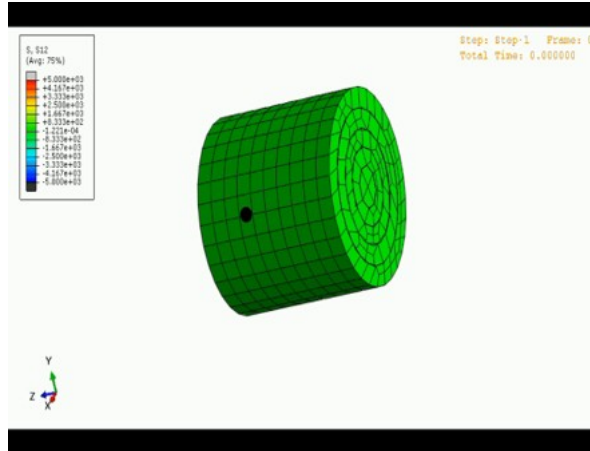 S, S12
(Avg: 75%)
+5.000e+03
+4.167e+03
+3.333e+03
+2.500e+03
+1.667e+03
+8.333e+02
-1.221e-04
-8.333e+02
-1.667e+03
-2.500e+03
-3.333e+03
-4.167e+03
-5.000e+03
Step: Step-1 Frame:
Total Time: 0.000000
Y
Z
X